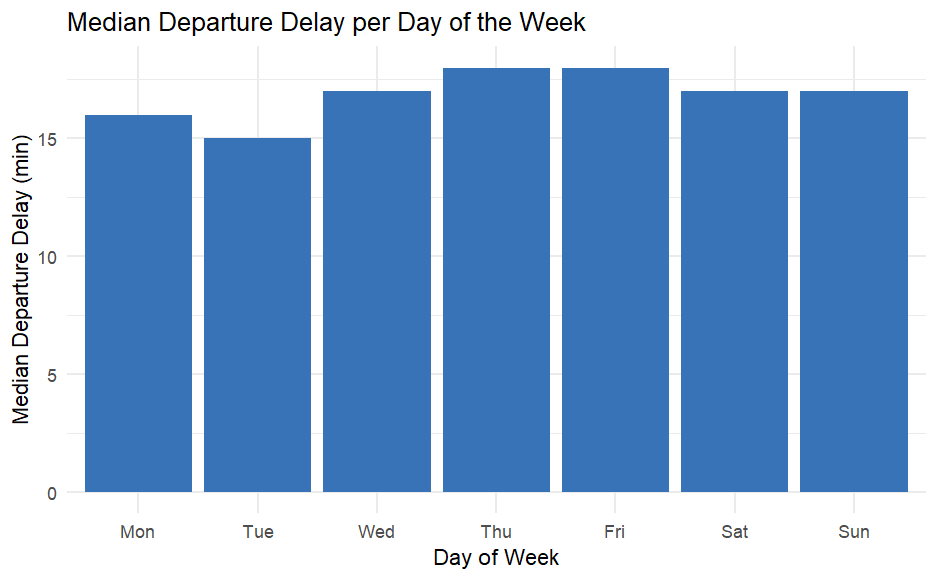 Median Departure Delay per Day of the Week
Median Departure Delay (min)
15
10
5
0
Mon Tue Wed Thu Fri Sat Sun
Day of Week